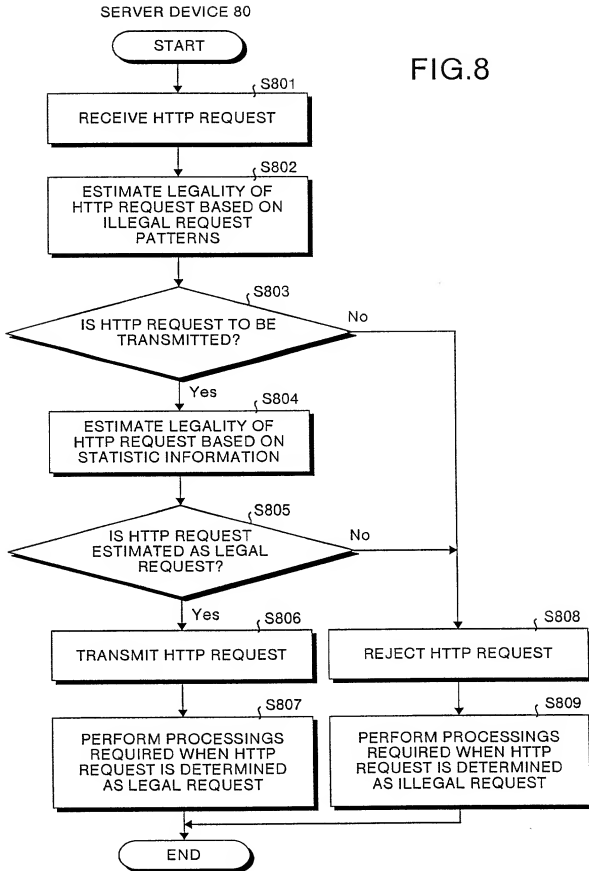 SERVER DEVICE 80
START
FIG.8
S801
RECEIVE HTTP REQUEST
S802
ESTIMATE LEGALITY OF
HTTP REQUEST BASED ON
ILLEGAL REQUEST
PATTERNS
S803
IS HTTP REQUEST TO BE
TRANSMITTED?
No
Yes
S804
ESTIMATE LEGALITY OF
HTTP REQUEST BASED ON
STATISTIC INFORMATION
S805
IS HTTP REQUEST
ESTIMATED AS LEGAL
REQUEST?
No
Yes
S806
TRANSMIT HTTP REQUEST
S808
REJECT HTTP REQUEST
S807
PERFORM PROCESSINGS
REQUIRED WHEN HTTP
REQUEST IS DETERMINED
AS LEGAL REQUEST
S809
PERFORM PROCESSINGS
REQUIRED WHEN HTTP
REQUEST IS DETERMINED
AS ILLEGAL REQUEST
END